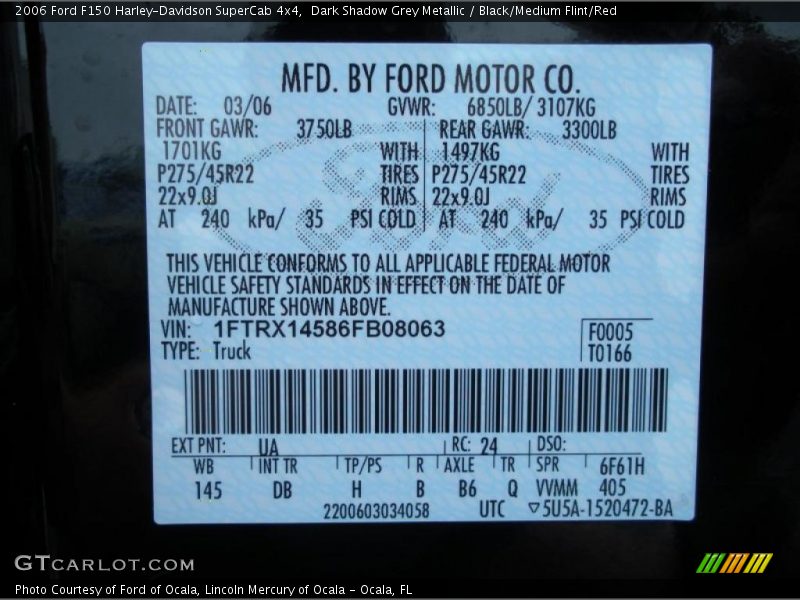 2006 Ford F150 Harley-Davidson SuperCab 4x4,  Dark Shadow Grey Metallic / Black/Medium Flint/Red
MFD. BY FORD MOTOR CO.
DATE: 03/06 GVWR: 6850LB/ 3107KG
FRONT GAWR: 3750LB REAR GAWR: 3300LB
1701KG WITH 1497KG WITH
P275/45R22 TIRES P275/45R22 TIRES
22x9.0J RIMS 22x9.0J RIMS
AT 240 kPa/ 35 PSI COLD AT 240 kPa/ 35 PSI COLD
THIS VEHICLE CONFORMS TO ALL APPLICABLE FEDERAL MOTOR
VEHICLE SAFETY STANDARDS IN EFFECT ON THE DATE OF
MANUFACTURE SHOWN ABOVE.
VIN: 1FTRX14586FB08063 F0005
TYPE: Truck T0166
EXT PNT: UA RC: 24 DSO:
WB INT TR TP/PS R AXLE TR SPR 6F61H
145 DB H B B6 Q VVMM 405
2200603034058 UTC ▽5U5A-1520472-BA
GTCARLOT.COM
Photo Courtesy of Ford of Ocala, Lincoln Mercury of Ocala - Ocala, FL